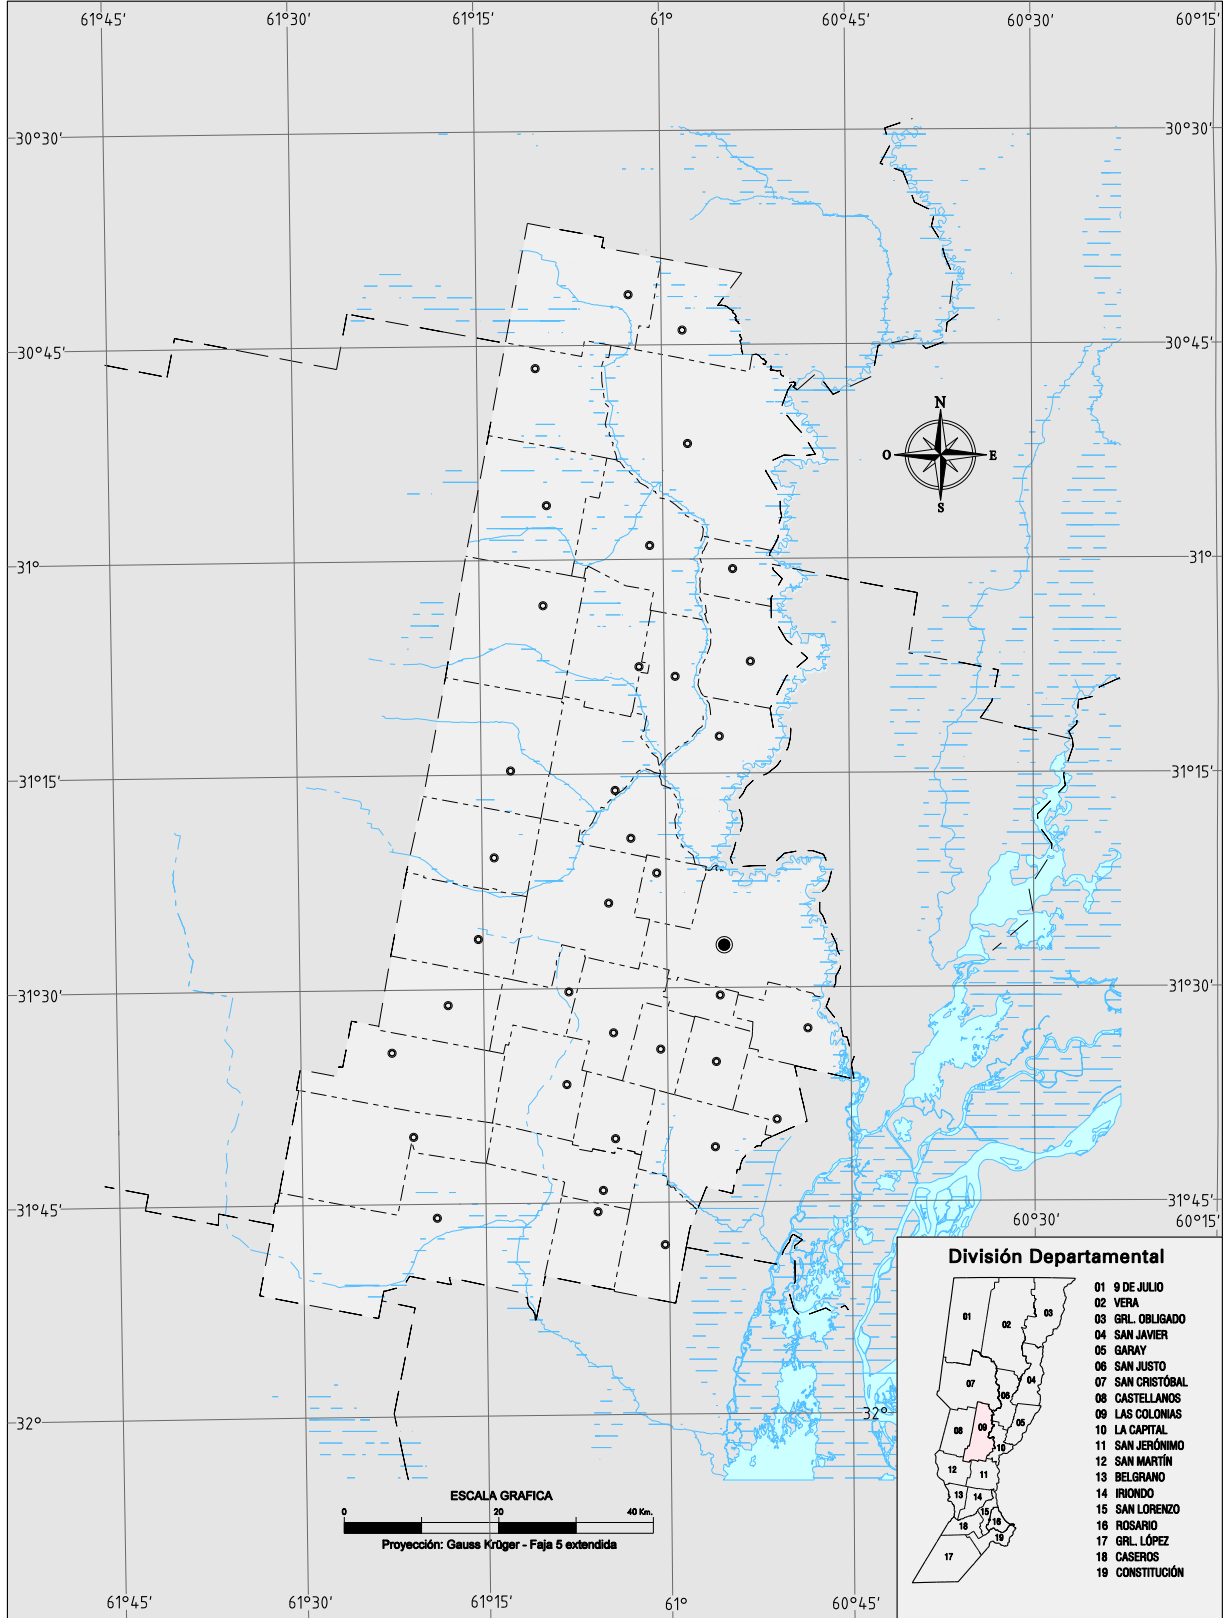 61°45'
61°30'
61°15'
61°
60°45'
60°30'
60°15'
30°30'
30°30'
30°45'
30°45'
N
O
E
S
31°
31°
31°15'
31°15'
31°30'
31°30'
31°45'
31°45'
60°30'
60°15'
32°
32°
División Departamental
01 9 DE JULIO
02 VERA
03 GRL. OBLIGADO
04 SAN JAVIER
05 GARAY
06 SAN JUSTO
07 SAN CRISTÓBAL
08 CASTELLANOS
09 LAS COLONIAS
10 LA CAPITAL
11 SAN JERÓNIMO
12 SAN MARTÍN
13 BELGRANO
14 IRIONDO
15 SAN LORENZO
16 ROSARIO
17 GRL. LÓPEZ
18 CASEROS
19 CONSTITUCIÓN
01
02
03
04
07
06
05
09
08
10
12
11
13
14
15
16
18
19
17
ESCALA GRAFICA
0
20
40 Km.
Proyección: Gauss Krüger - Faja 5 extendida
61°45'
61°30'
61°15'
61°
60°45'